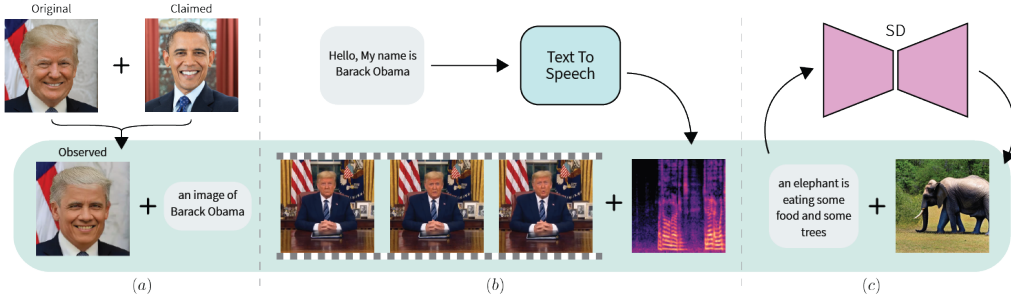 Original
Claimed
Observed
an image of
Barack Obama
(a)
Hello, My name is
Barack Obama
Text To
Speech
(b)
SD
an elephant is
eating some
food and some
trees
(c)